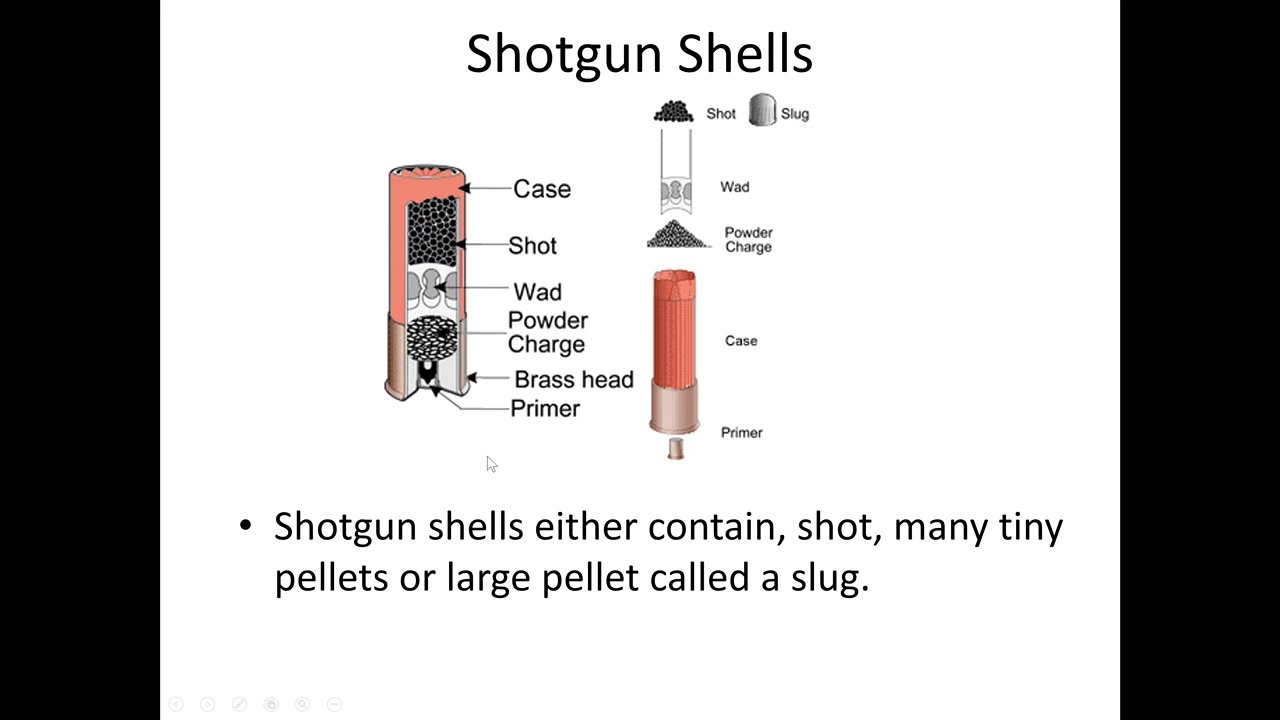 Shotgun Shells
Case
Shot
Wad
Powder
Charge
Brass head
Primer
Shot
Slug
Wad
Powder
Charge
Case
Primer
• Shotgun shells either contain, shot, many tiny
pellets or large pellet called a slug.